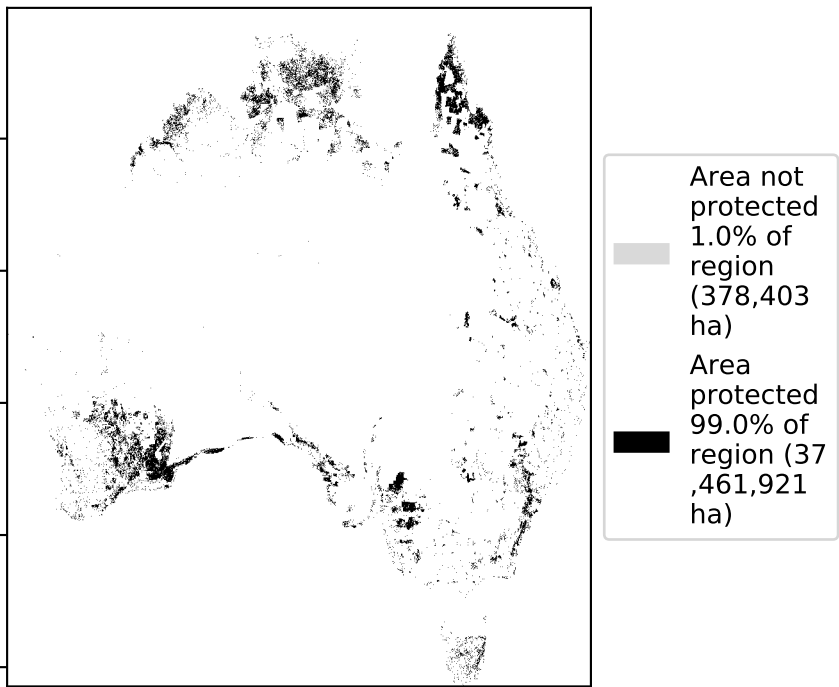 Area not
protected
1.0% of
region
(378,403
ha)
Area
protected
99.0% of
region (37
,461,921
ha)